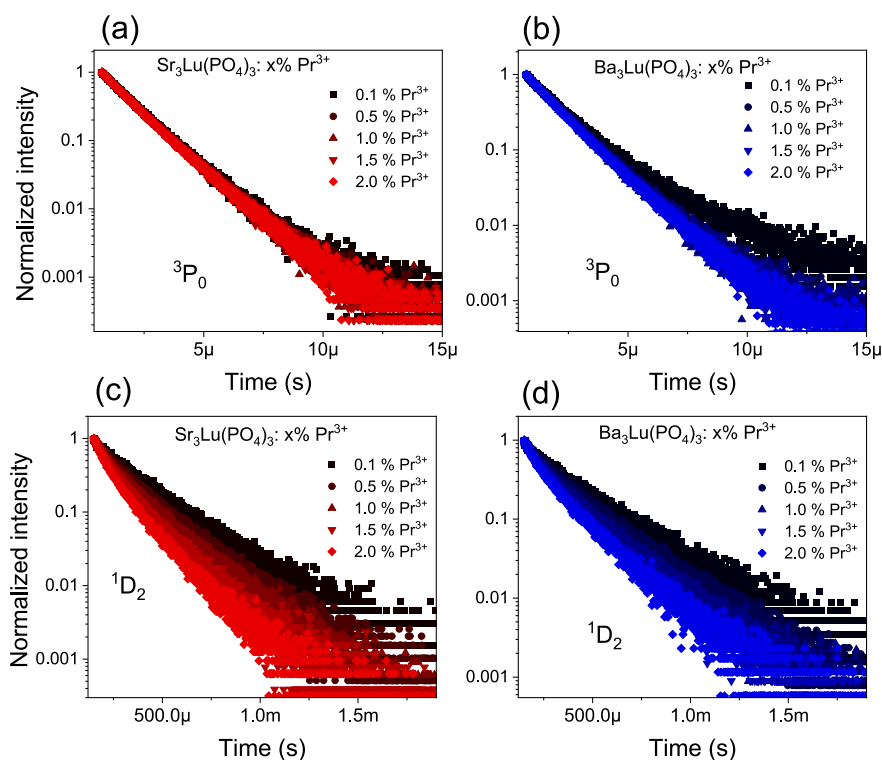 (a)
Sr₃Lu(PO₄)₃: x% Pr³⁺
0.1 % Pr³⁺
0.5 % Pr³⁺
1.0 % Pr³⁺
1.5 % Pr³⁺
2.0 % Pr³⁺
1
0.1
0.01
0.001
Normalized intensity
³P₀
5µ
10µ
15µ
Time (s)
(b)
Ba₃Lu(PO₄)₃: x% Pr³⁺
0.1 % Pr³⁺
0.5 % Pr³⁺
1.0 % Pr³⁺
1.5 % Pr³⁺
2.0 % Pr³⁺
1
0.1
0.01
0.001
³P₀
5µ
10µ
15µ
Time (s)
(c)
Sr₃Lu(PO₄)₃: x% Pr³⁺
0.1 % Pr³⁺
0.5 % Pr³⁺
1.0 % Pr³⁺
1.5 % Pr³⁺
2.0 % Pr³⁺
1
0.1
0.01
0.001
Normalized intensity
¹D₂
500.0µ
1.0m
1.5m
Time (s)
(d)
Ba₃Lu(PO₄)₃: x% Pr³⁺
0.1 % Pr³⁺
0.5 % Pr³⁺
1.0 % Pr³⁺
1.5 % Pr³⁺
2.0 % Pr³⁺
1
0.1
0.01
0.001
¹D₂
500.0µ
1.0m
1.5m
Time (s)